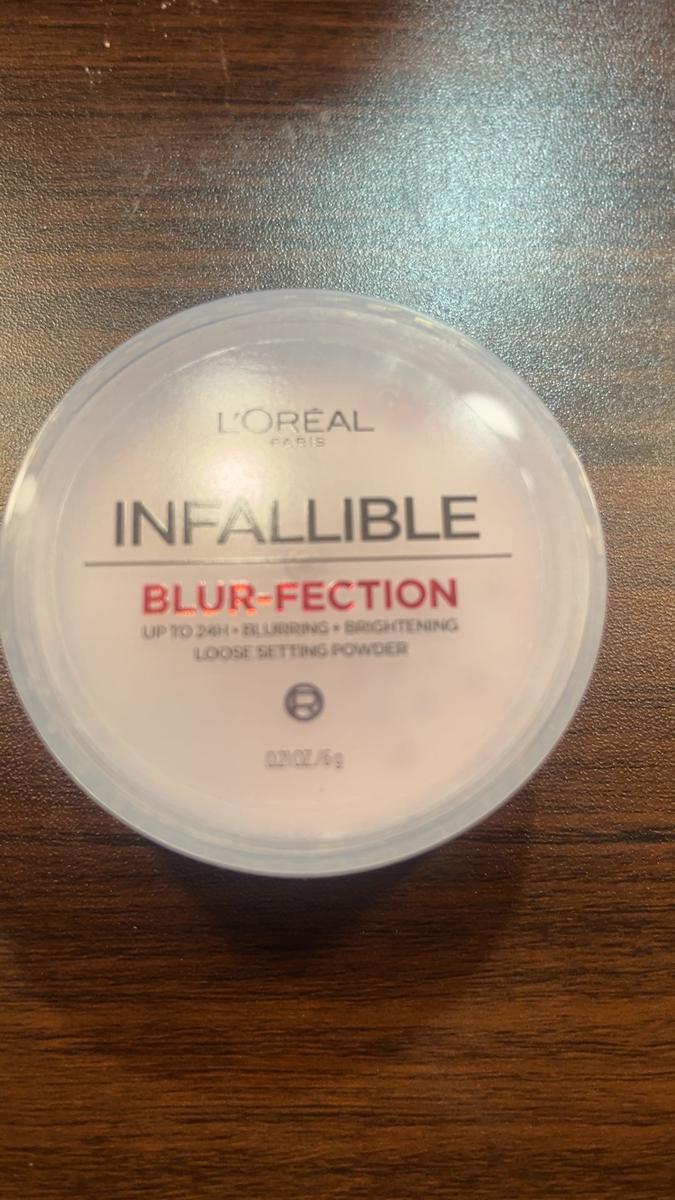 L'ORÉAL
PARIS
INFALLIBLE
BLUR-FECTION
UP TO 24H • BLURRING • BRIGHTENING
LOOSE SETTING POWDER
0.21 OZ / 6 g